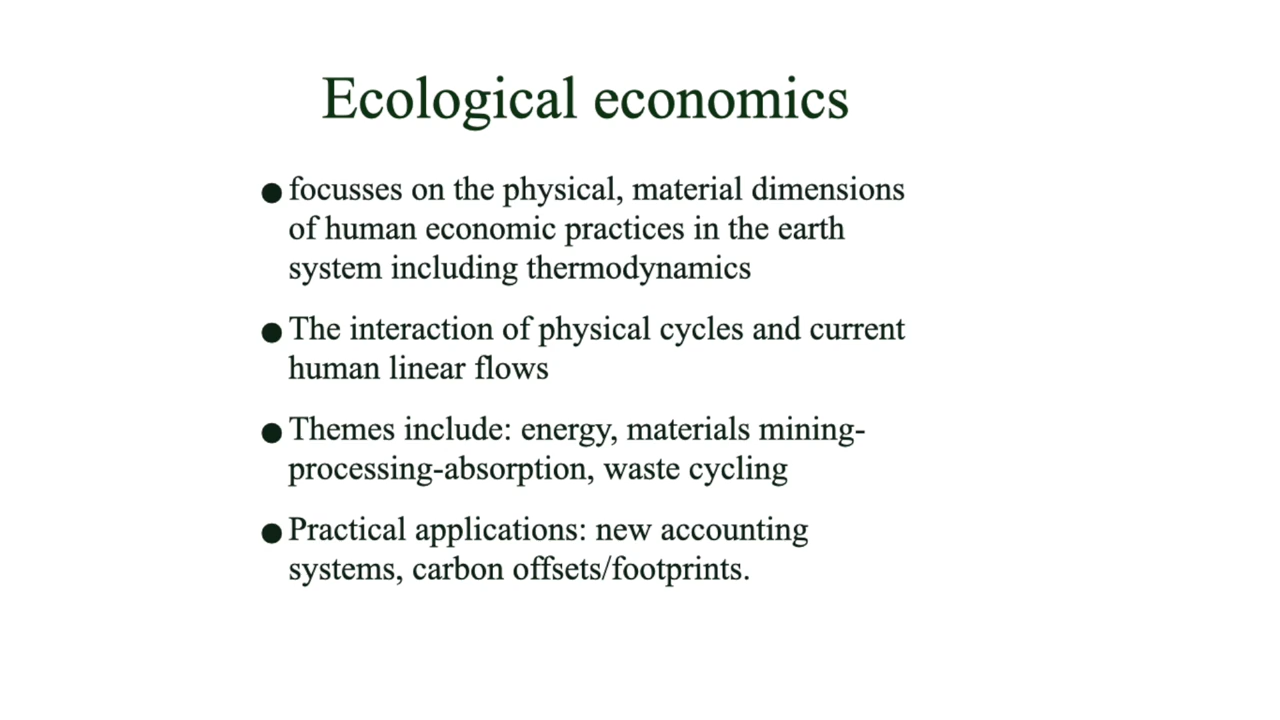 Ecological economics
● focusses on the physical, material dimensions
of human economic practices in the earth
system including thermodynamics
● The interaction of physical cycles and current
human linear flows
● Themes include: energy, materials mining-
processing-absorption, waste cycling
● Practical applications: new accounting
systems, carbon offsets/footprints.